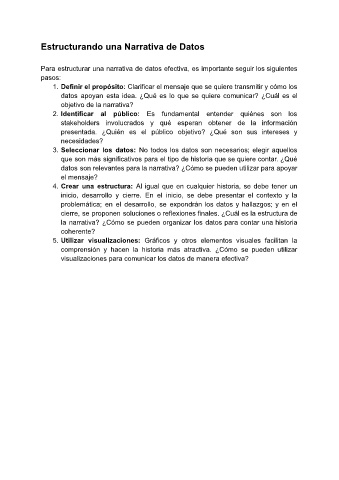 Estructurando una Narrativa de Datos
Para estructurar una narrativa de datos efectiva, es importante seguir los siguientes
pasos:
1. Definir el propósito: Clarificar el mensaje que se quiere transmitir y cómo los
datos apoyan esta idea. ¿Qué es lo que se quiere comunicar? ¿Cuál es el
objetivo de la narrativa?
2. Identificar al público: Es fundamental entender quiénes son los
stakeholders involucrados y qué esperan obtener de la información
presentada. ¿Quién es el público objetivo? ¿Qué son sus intereses y
necesidades?
3. Seleccionar los datos: No todos los datos son necesarios; elegir aquellos
que son más significativos para el tipo de historia que se quiere contar. ¿Qué
datos son relevantes para la narrativa? ¿Cómo se pueden utilizar para apoyar
el mensaje?
4. Crear una estructura: Al igual que en cualquier historia, se debe tener un
inicio, desarrollo y cierre. En el inicio, se debe presentar el contexto y la
problemática; en el desarrollo, se expondrán los datos y hallazgos; y en el
cierre, se proponen soluciones o reflexiones finales. ¿Cuál es la estructura de
la narrativa? ¿Cómo se pueden organizar los datos para contar una historia
coherente?
5. Utilizar visualizaciones: Gráficos y otros elementos visuales facilitan la
comprensión y hacen la historia más atractiva. ¿Cómo se pueden utilizar
visualizaciones para comunicar los datos de manera efectiva?